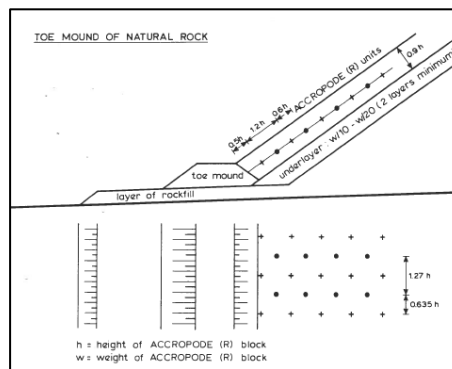 TOE MOUND OF NATURAL ROCK
0.9h
ACCROPODE (R) units
0.6h
1.2h
0.5h
underlayer : w/10 - w/20 (2 layers minimum
toe mound
layer of rockfill
1.27 h
0.635 h
h = height of ACCROPODE (R) block
w = weight of ACCROPODE (R) block